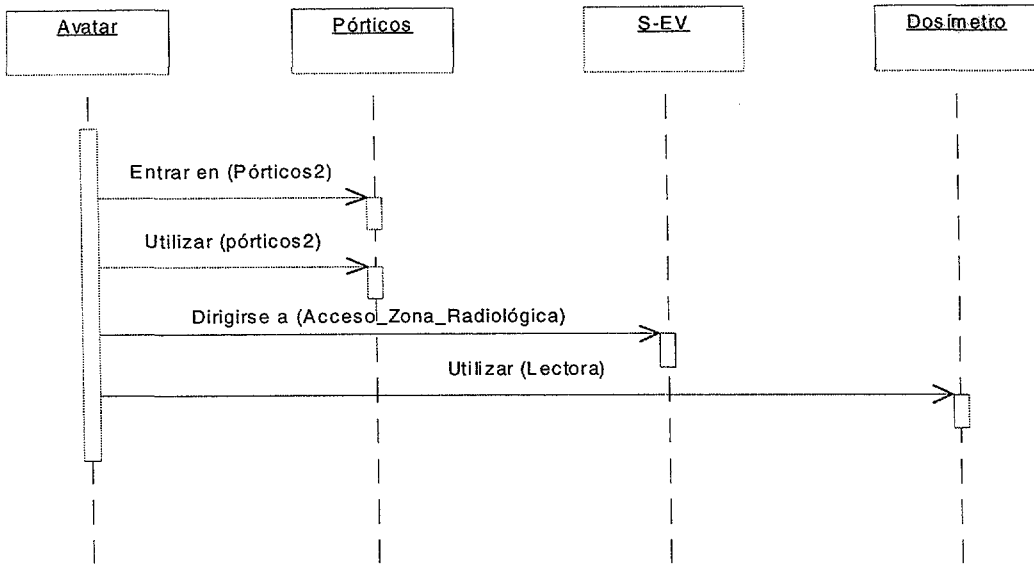 Avatar
Pórticos
S-EV
Dosímetro
Entrar en (Pórticos2)
Utilizar (pórticos2)
Dirigirse a (Acceso_Zona_Radiológica)
Utilizar (Lectora)